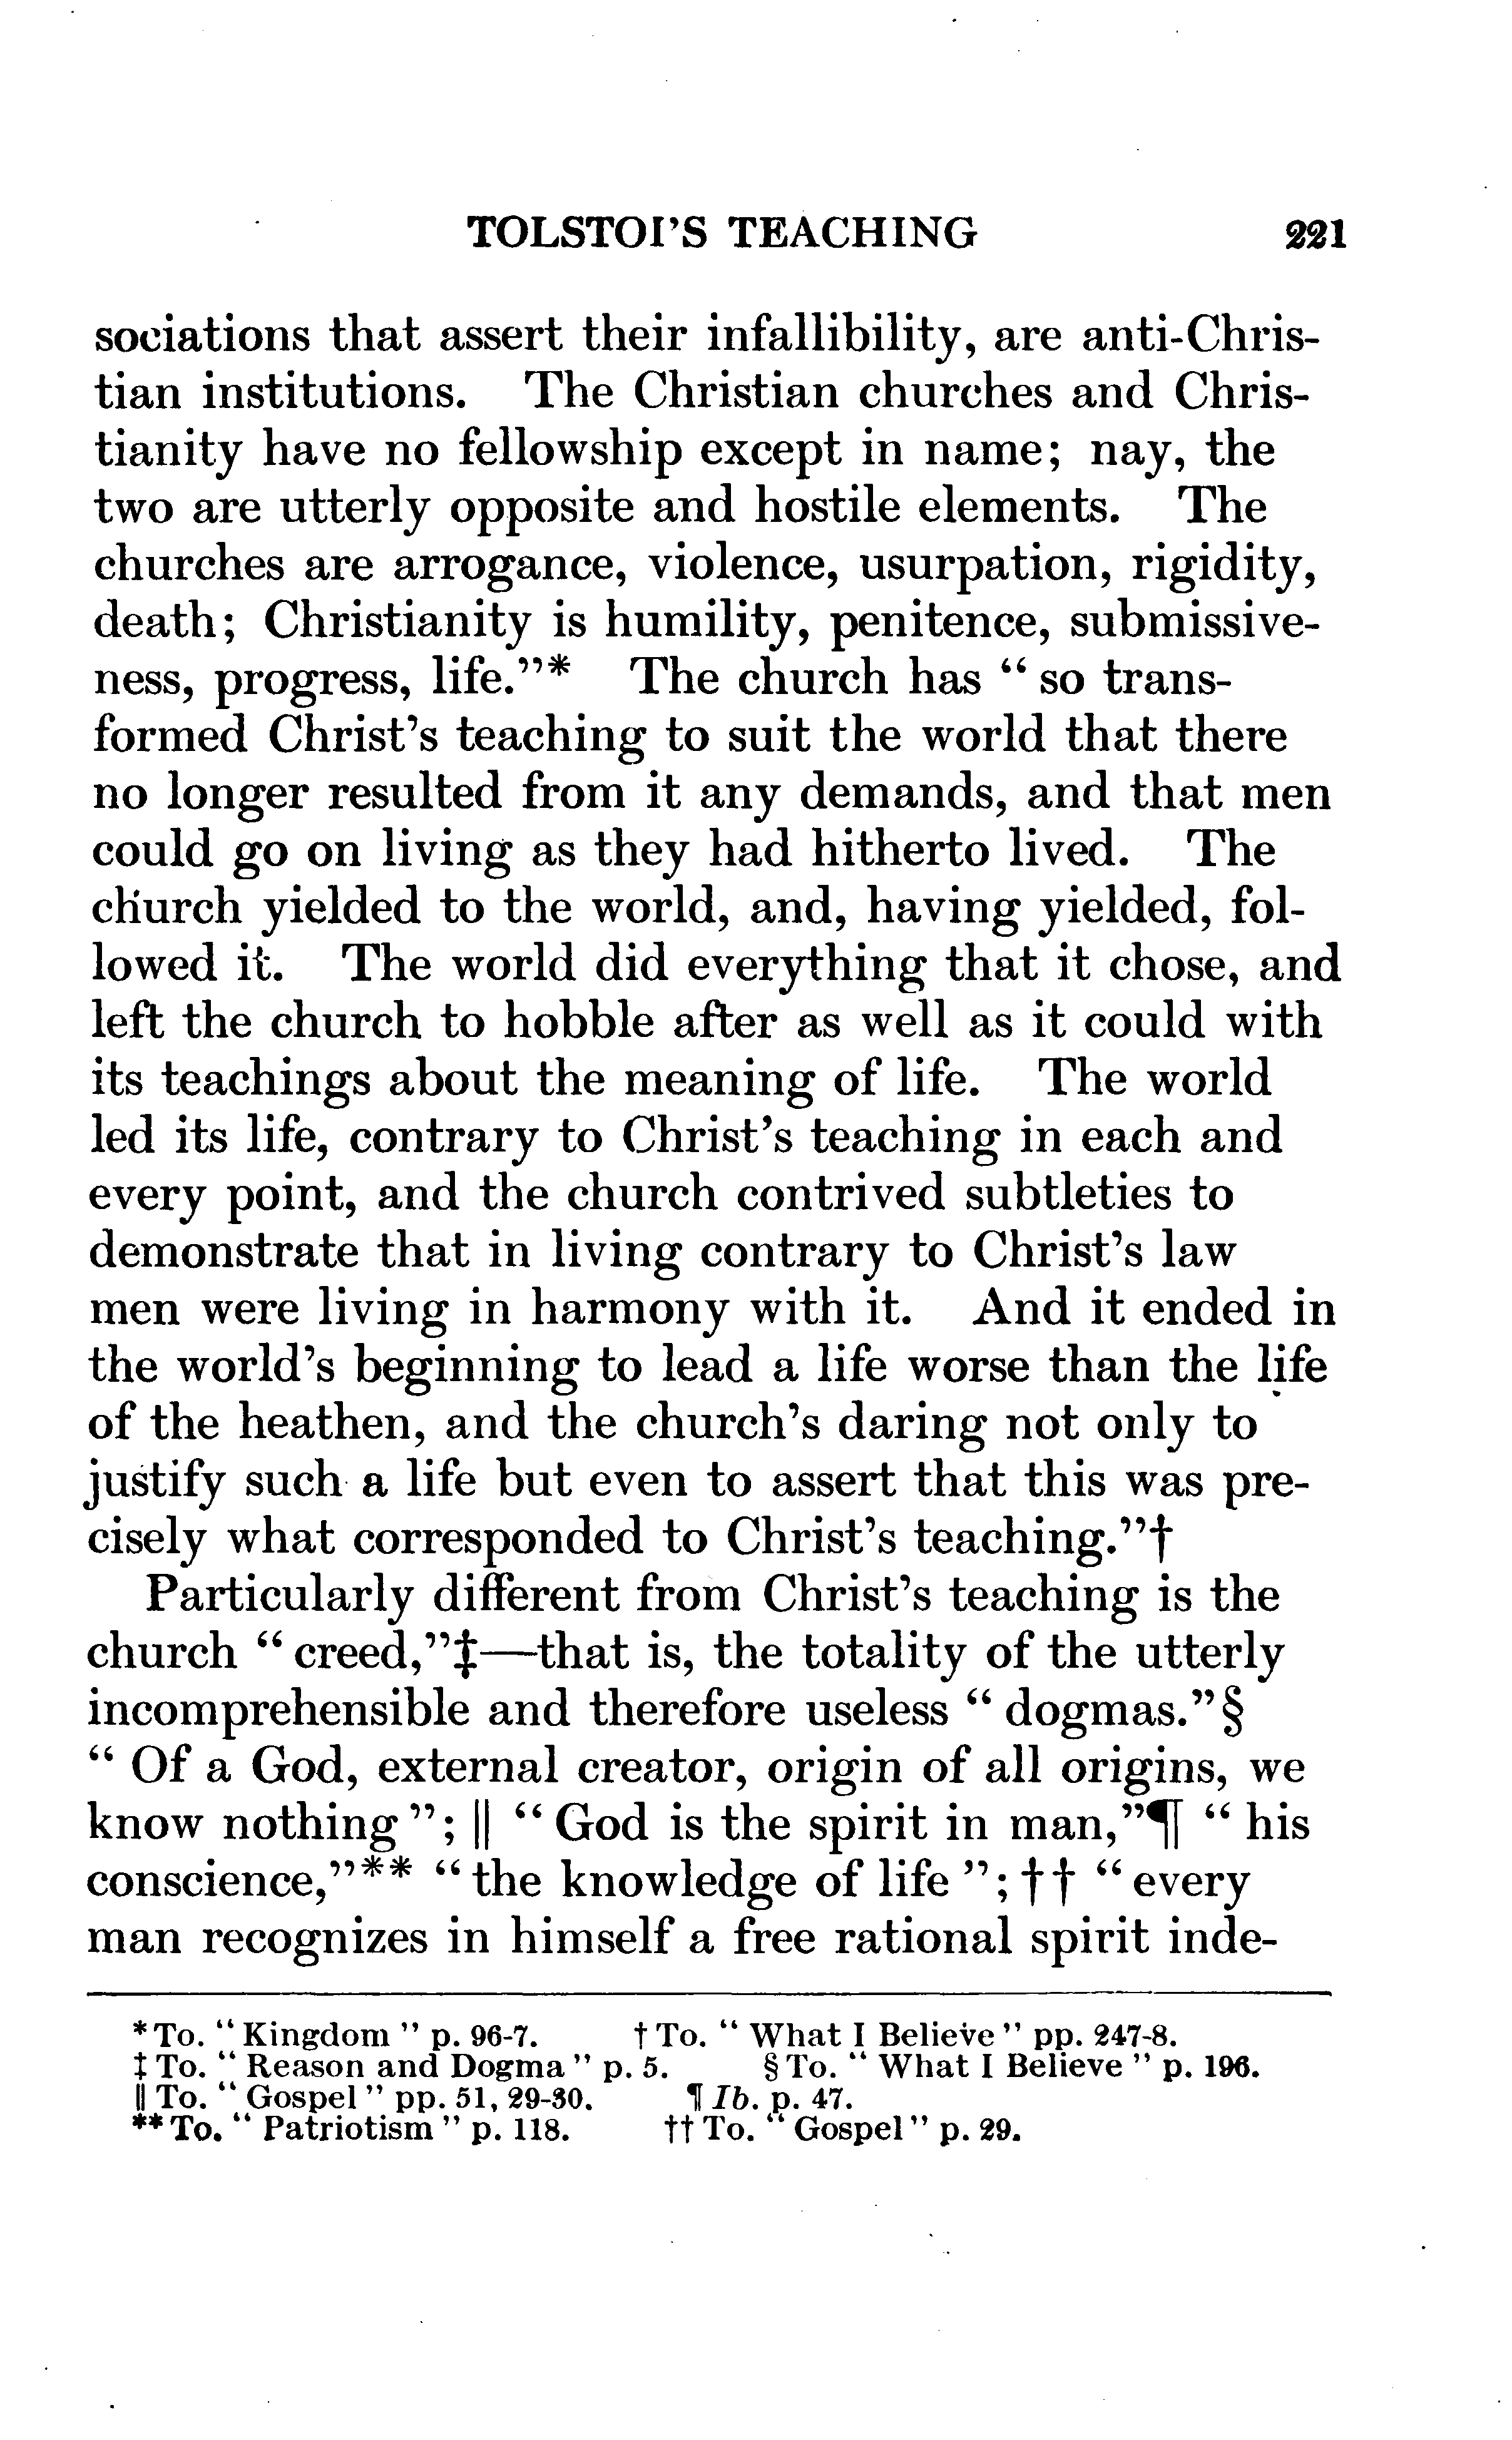 TOLSTOI'S TEACHING 221
sociations that assert their infallibility, are anti-Chris-
tian institutions. The Christian churches and Chris-
tianity have no fellowship except in name; nay, the
two are utterly opposite and hostile elements. The
churches are arrogance, violence, usurpation, rigidity,
death; Christianity is humility, penitence, submissive-
ness, progress, life."* The church has " so trans-
formed Christ's teaching to suit the world that there
no longer resulted from it any demands, and that men
could go on living as they had hitherto lived. The
church yielded to the world, and, having yielded, fol-
lowed it. The world did everything that it chose, and
left the church to hobble after as well as it could with
its teachings about the meaning of life. The world
led its life, contrary to Christ's teaching in each and
every point, and the church contrived subtleties to
demonstrate that in living contrary to Christ's law
men were living in harmony with it. And it ended in
the world's beginning to lead a life worse than the life
of the heathen, and the church's daring not only to
justify such a life but even to assert that this was pre-
cisely what corresponded to Christ's teaching."†
Particularly different from Christ's teaching is the
church " creed,"‡—that is, the totality of the utterly
incomprehensible and therefore useless " dogmas."§
" Of a God, external creator, origin of all origins, we
know nothing "; ‖ " God is the spirit in man,"¶ " his
conscience,"** " the knowledge of life "; †† " every
man recognizes in himself a free rational spirit inde-
* To. " Kingdom " p. 96-7. † To. " What I Believe " pp. 247-8.
‡ To. " Reason and Dogma " p. 5. § To. " What I Believe " p. 196.
‖ To. " Gospel " pp. 51, 29-30. ¶ Ib. p. 47.
** To. " Patriotism " p. 118. †† To. " Gospel " p. 29.